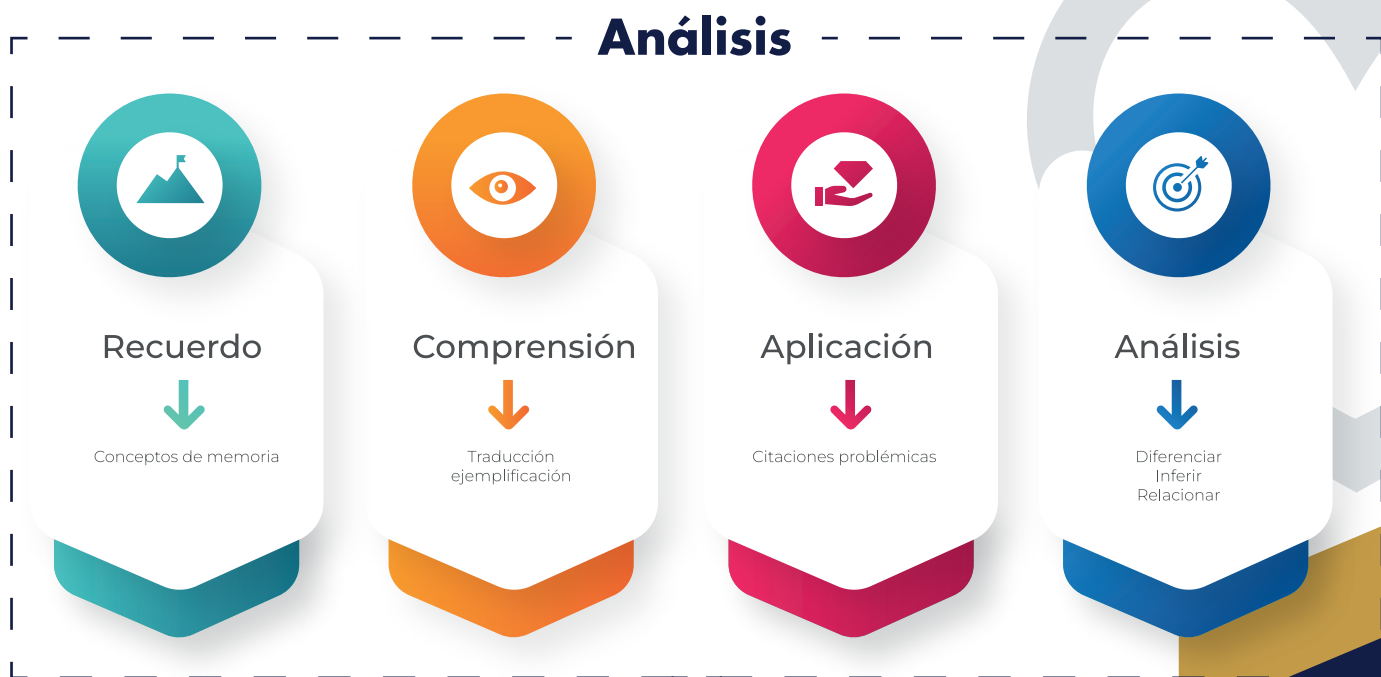 Análisis
Recuerdo
Conceptos de memoria
Comprensión
Traducción
ejemplificación
Aplicación
Citaciones problémicas
Análisis
Diferenciar
Inferir
Relacionar